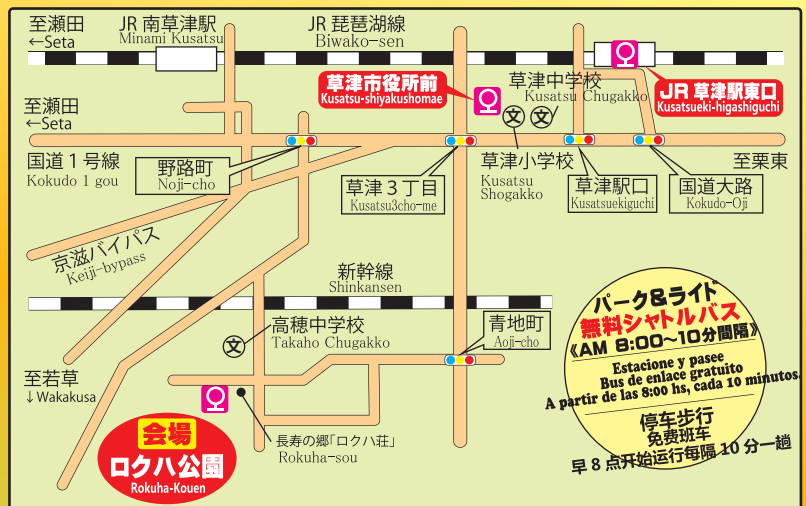 至瀬田
←Seta
JR 南草津駅
Minami Kusatsu
JR 琵琶湖線
Biwako-sen
草津市役所前
Kusatsu-shiyakushomae
草津中学校
Kusatsu Chugakko
JR 草津駅東口
Kusatsueki-higashiguchi
至瀬田
←Seta
文
文
国道1号線
Kokudo 1 gou
野路町
Noji-cho
草津3丁目
Kusatsu3cho-me
草津小学校
Kusatsu
Shogakko
草津駅口
Kusatsuekiguchi
国道大路
Kokudo-Oji
至栗東
京滋バイパス
Keiji-bypass
新幹線
Shinkansen
高穂中学校
Takaho Chugakko
文
青地町
Aoji-cho
至若草
↓Wakakusa
会場
ロクハ公園
Rokuha-Kouen
長寿の郷「ロクハ荘」
Rokuha-sou
パーク&ライド
無料シャトルバス
《AM 8:00~10分間隔》
Estacione y pasee
Bus de enlace gratuito
A partir de las 8:00 hs, cada 10 minutos.
停车步行
免费班车
早8点开始运行每隔10分一趟